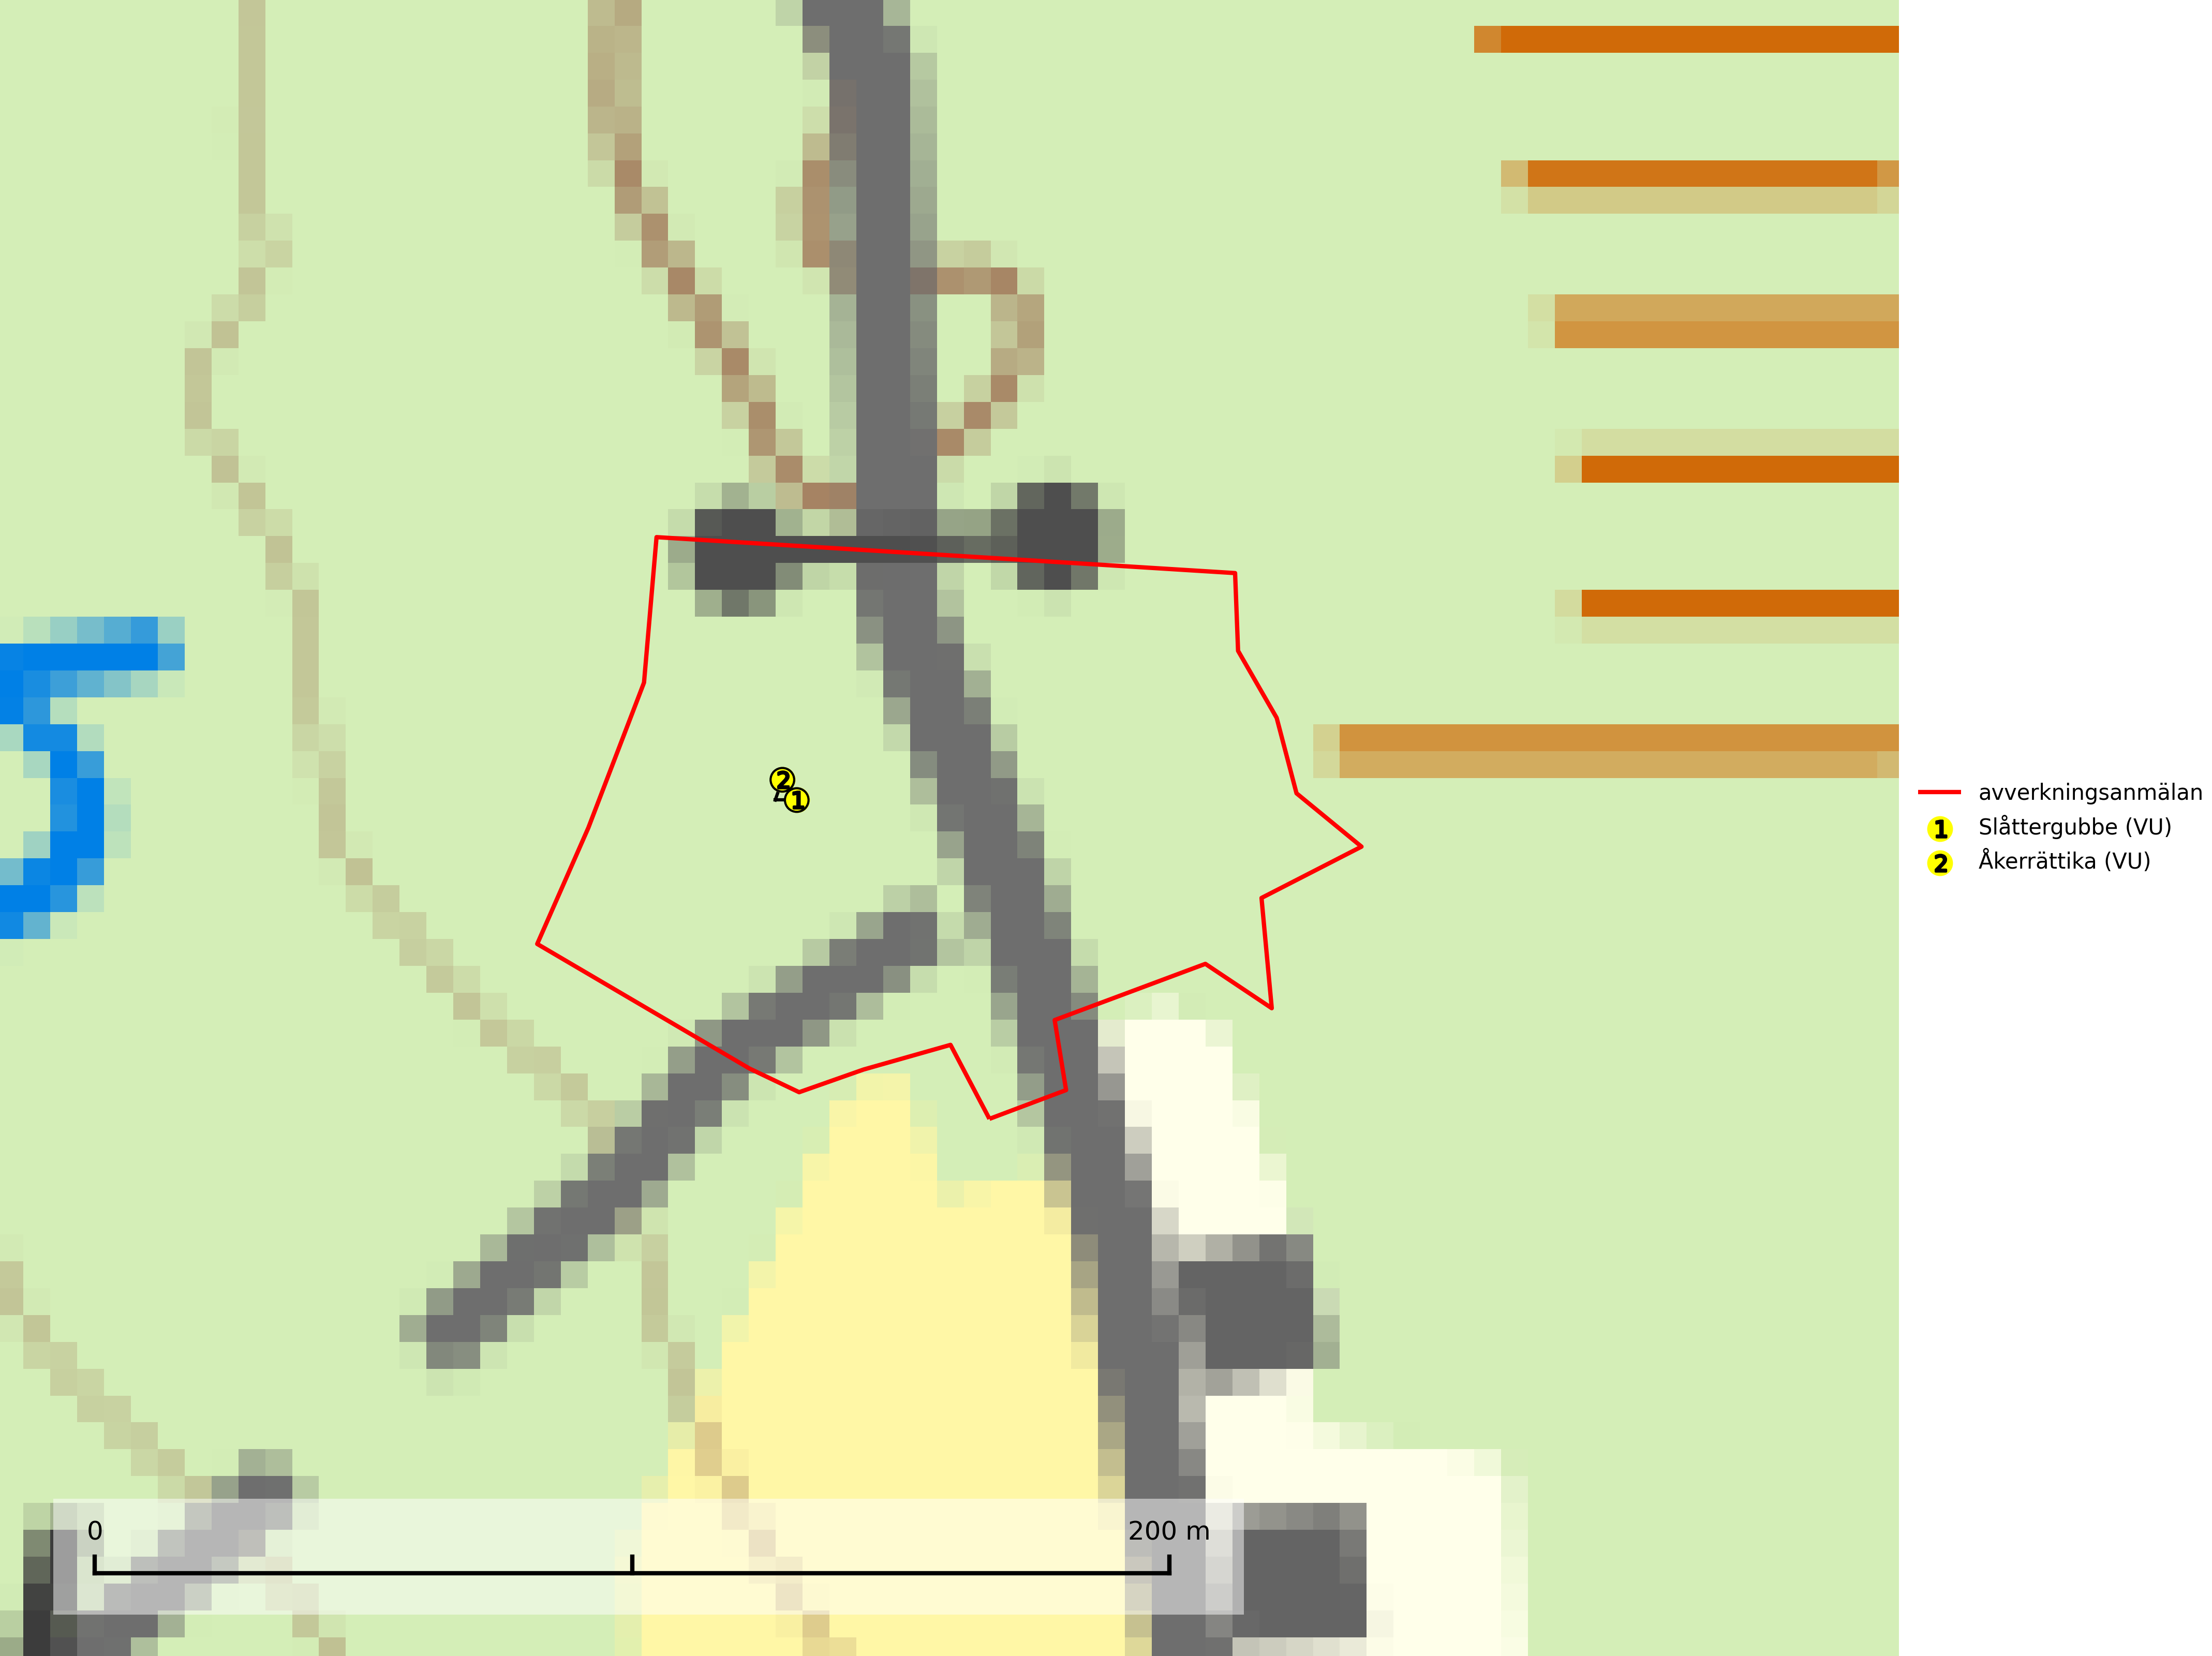 2
1
avverkningsanmälan
1 Slåttergubbe (VU)
2 Åkerrättika (VU)
0 200 m